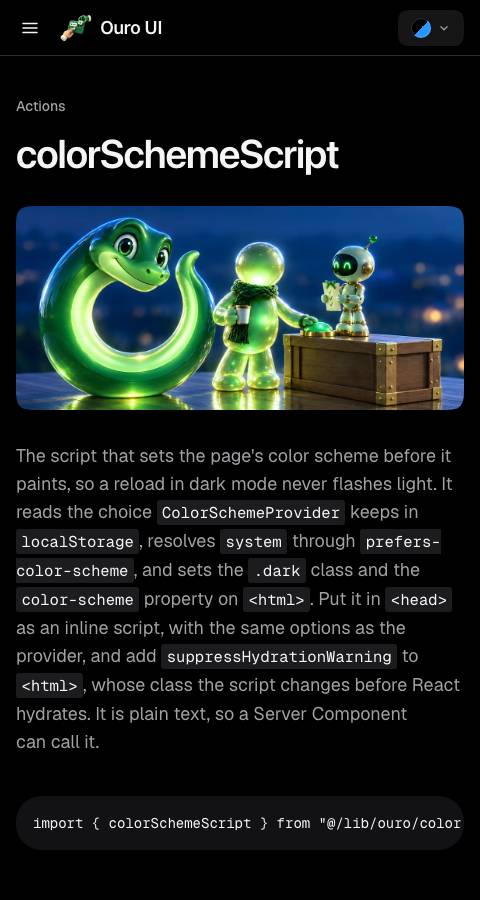 Ouro UI
Actions
colorSchemeScript
The script that sets the page's color scheme before it
paints, so a reload in dark mode never flashes light. It
reads the choice ColorSchemeProvider keeps in
localStorage, resolves system through prefers-
color-scheme, and sets the .dark class and the
color-scheme property on <html>. Put it in <head>
as an inline script, with the same options as the
provider, and add suppressHydrationWarning to
<html>, whose class the script changes before React
hydrates. It is plain text, so a Server Component
can call it.
import { colorSchemeScript } from "@/lib/ouro/color